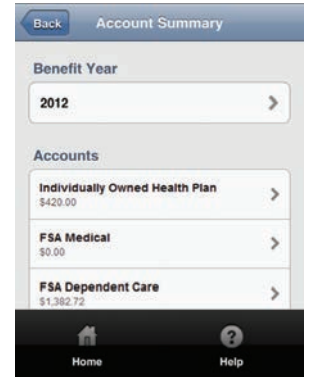 Back Account Summary
Benefit Year
2012
Accounts
Individually Owned Health Plan
$420.00
FSA Medical
$0.00
FSA Dependent Care
$1,382.72
Home Help